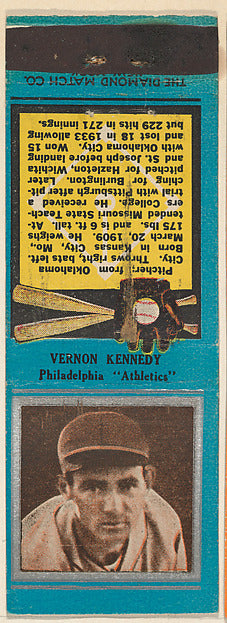 THE DIAMOND MATCH CO.
Pitcher; from Oklahoma
City. Throws right, bats left.
Born in Kansas City, Mo.,
March 20, 1909. He weighs
175 lbs. and is 6 ft. tall. At-
tended Missouri State Teach-
ers College. He received
trial with Pittsburgh after pit-
ching for Burlington. Later
pitched for Hazleton, Wichita
and St. Joseph before landing
with Oklahoma City. Won 15
and lost 18 in 1933 allowing
but 229 hits in 271 innings.
VERNON KENNEDY
Philadelphia "Athletics"